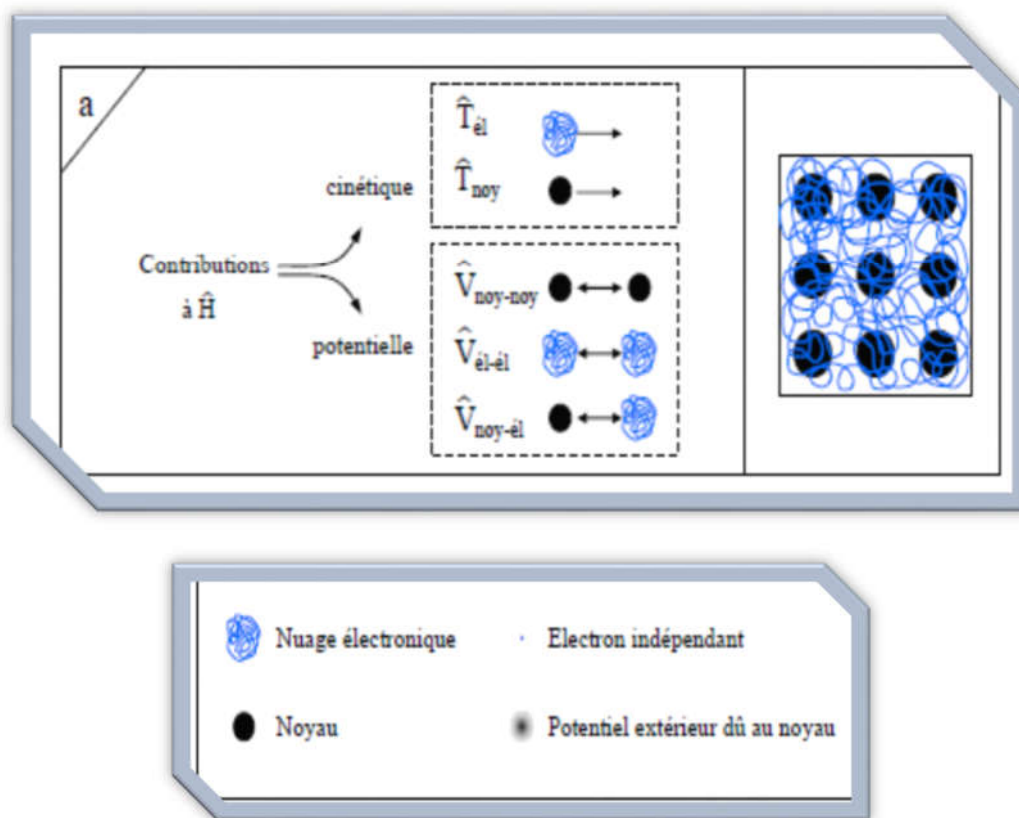 a
T̂él
T̂noy
cinétique
Contributions
à Ĥ
potentielle
V̂noy-noy
V̂él-él
V̂noy-él
Nuage électronique
Electron indépendant
Noyau
Potentiel extérieur dû au noyau